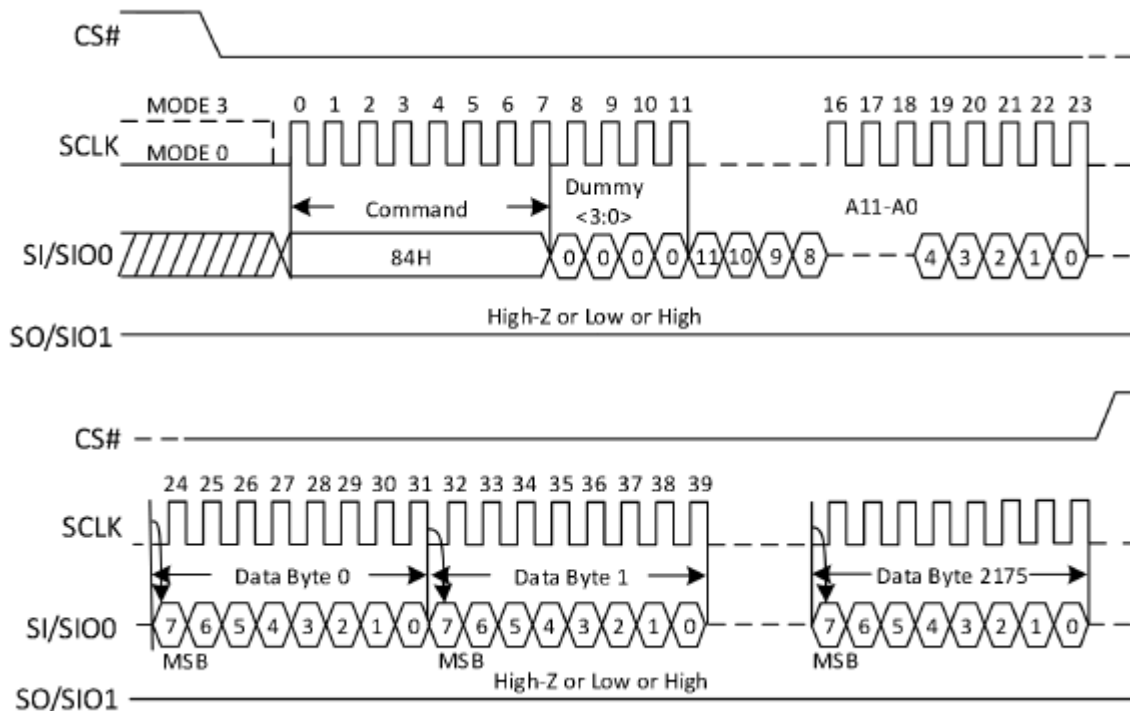 CS#
MODE 3
0 1 2 3 4 5 6 7 8 9 10 11 16 17 18 19 20 21 22 23
SCLK
MODE 0
Dummy
Command <3:0> A11-A0
SI/SIO0 84H 0 0 0 0 11 10 9 8 4 3 2 1 0
High-Z or Low or High
SO/SIO1
CS#
24 25 26 27 28 29 30 31 32 33 34 35 36 37 38 39
SCLK
Data Byte 0 Data Byte 1 Data Byte 2175
SI/SIO0 7 6 5 4 3 2 1 0 7 6 5 4 3 2 1 0 7 6 5 4 3 2 1 0
MSB MSB MSB
High-Z or Low or High
SO/SIO1